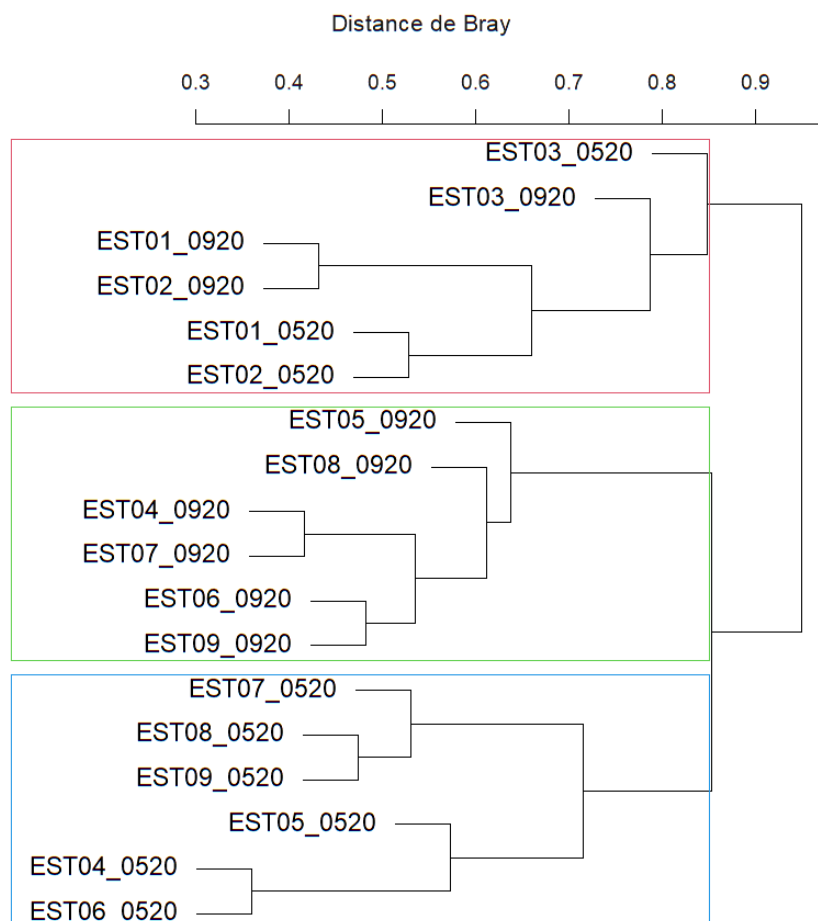 Distance de Bray
0.3 0.4 0.5 0.6 0.7 0.8 0.9
EST03_0520
EST03_0920
EST01_0920
EST02_0920
EST01_0520
EST02_0520
EST05_0920
EST08_0920
EST04_0920
EST07_0920
EST06_0920
EST09_0920
EST07_0520
EST08_0520
EST09_0520
EST05_0520
EST04_0520
EST06_0520